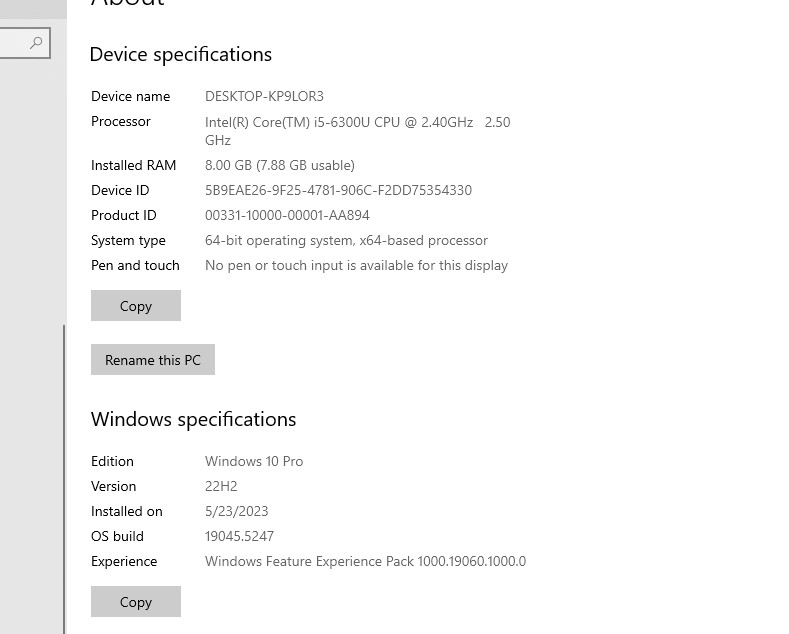 About
Device specifications
Device name DESKTOP-KP9LOR3
Processor Intel(R) Core(TM) i5-6300U CPU @ 2.40GHz 2.50
GHz
Installed RAM 8.00 GB (7.88 GB usable)
Device ID 5B9EAE26-9F25-4781-906C-F2DD75354330
Product ID 00331-10000-00001-AA894
System type 64-bit operating system, x64-based processor
Pen and touch No pen or touch input is available for this display
Copy
Rename this PC
Windows specifications
Edition Windows 10 Pro
Version 22H2
Installed on 5/23/2023
OS build 19045.5247
Experience Windows Feature Experience Pack 1000.19060.1000.0
Copy